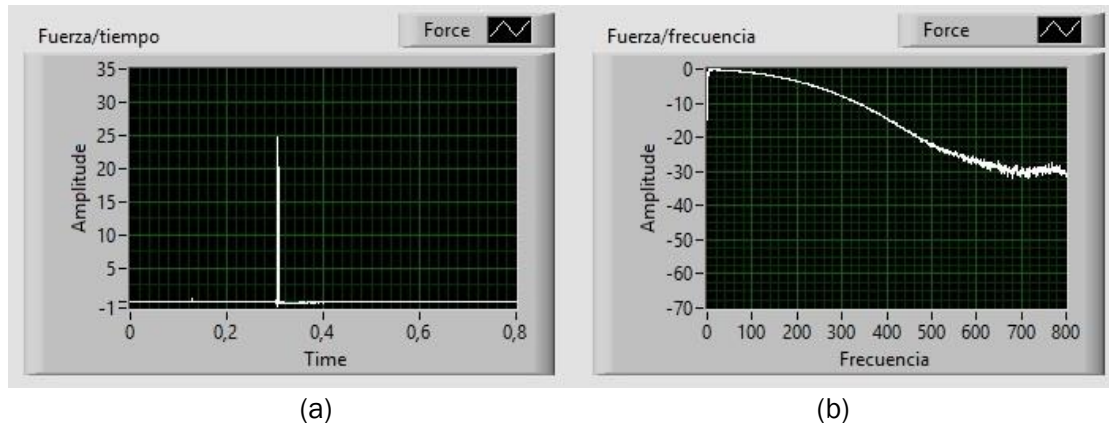 Fuerza/tiempo
Force
35
30
25
20
15
10
5
-1
Amplitude
0 0,2 0,4 0,6 0,8
Time
(a)
Fuerza/frecuencia
Force
0
-10
-20
-30
-40
-50
-60
-70
Amplitude
0 100 200 300 400 500 600 700 800
Frecuencia
(b)